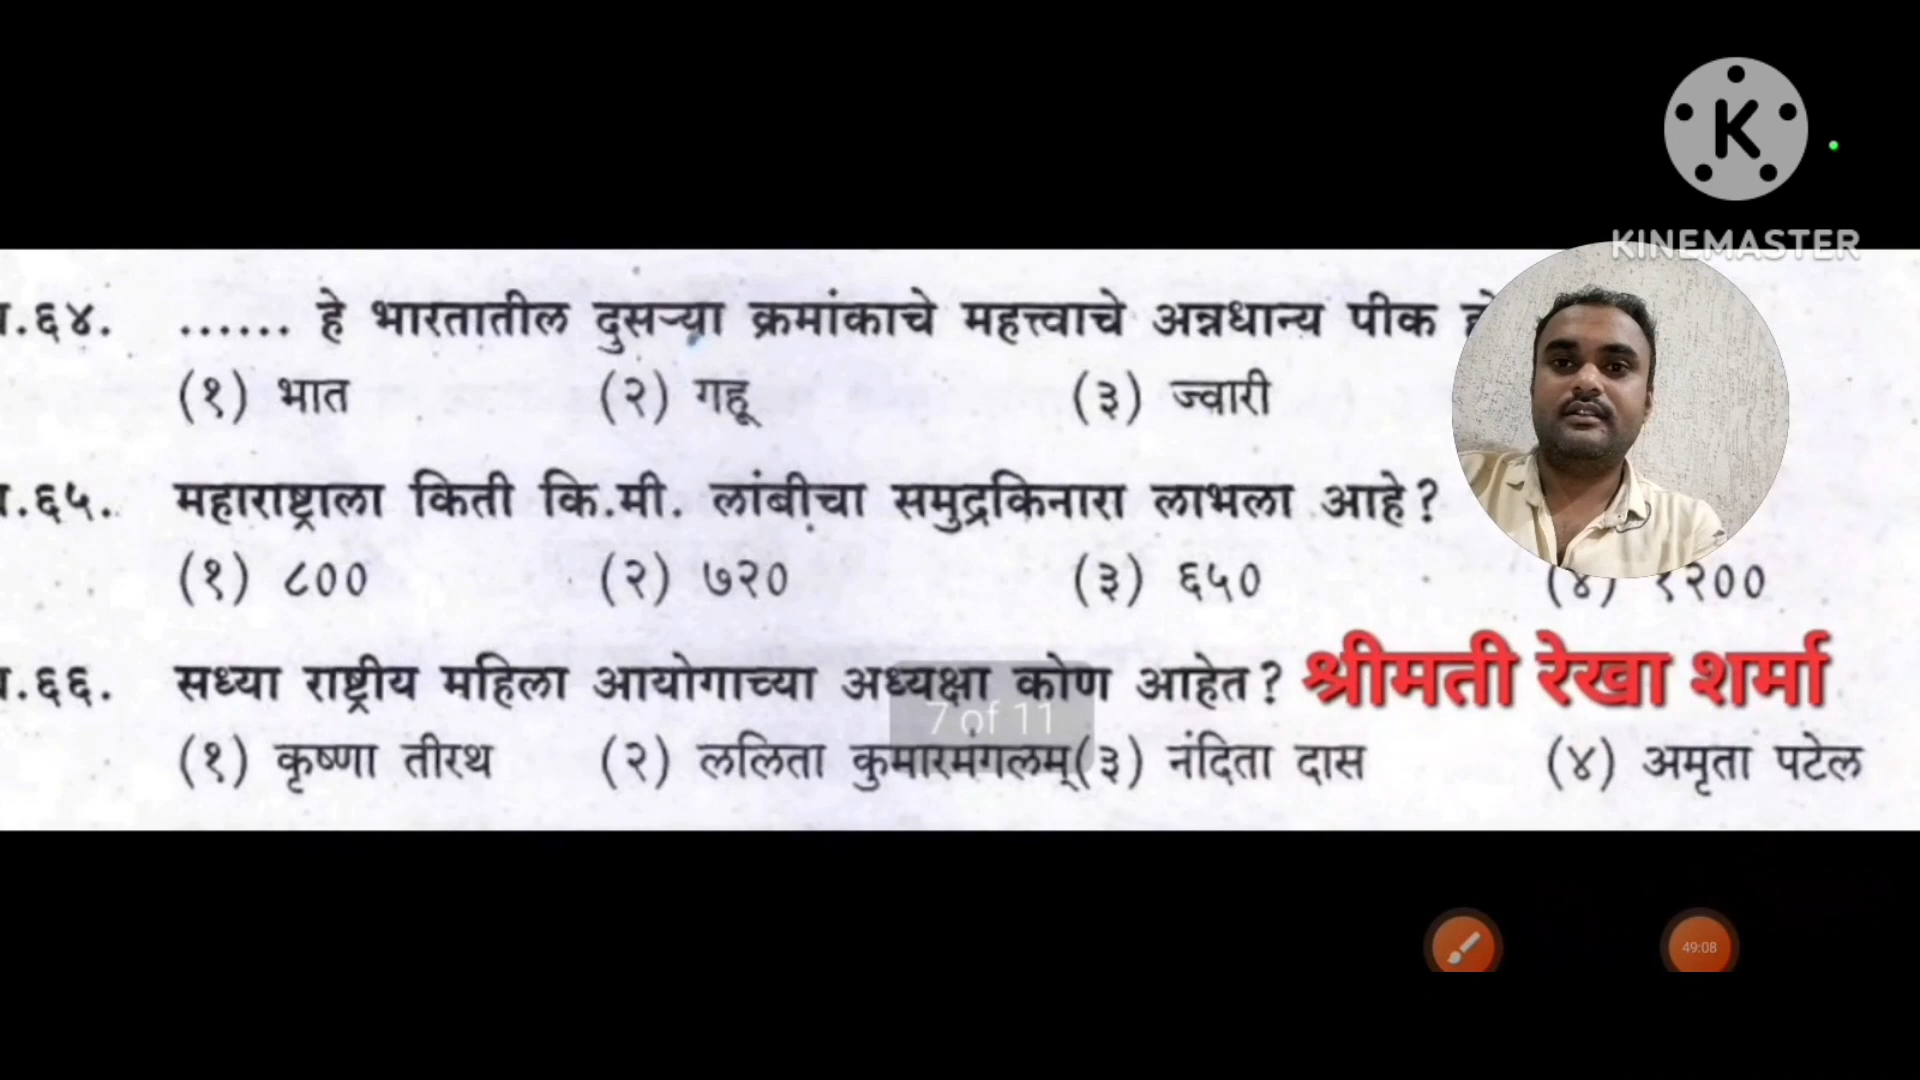 KINEMASTER
.६४. ...... हे भारतातील दुसऱ्या क्रमांकाचे महत्त्वाचे अन्नधान्य पीक
(१) भात (२) गहू (३) ज्वारी
.६५. महाराष्ट्राला किती कि.मी. लांबीचा समुद्रकिनारा लाभला आहे?
(१) ८०० (२) ७२० (३) ६५० (४) १२००
.६६. सध्या राष्ट्रीय महिला आयोगाच्या अध्यक्षा कोण आहेत? श्रीमती रेखा शर्मा
7 of 11
(१) कृष्णा तीरथ (२) ललिता कुमारमंगलम् (३) नंदिता दास (४) अमृता पटेल
49:08